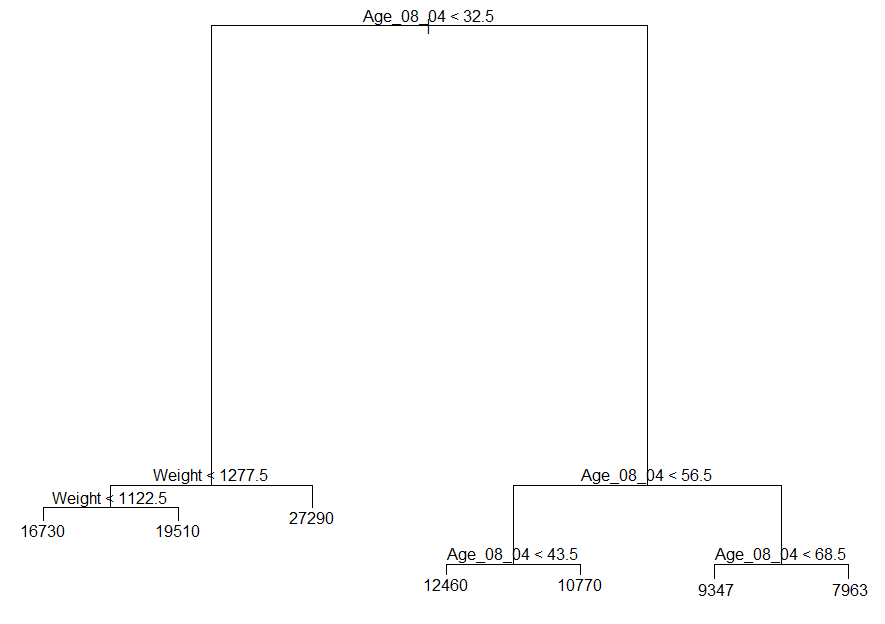 Age_08_04 < 32.5
Weight < 1277.5
Age_08_04 < 56.5
Weight < 1122.5
27290
16730
19510
Age_08_04 < 43.5
Age_08_04 < 68.5
12460
10770
9347
7963